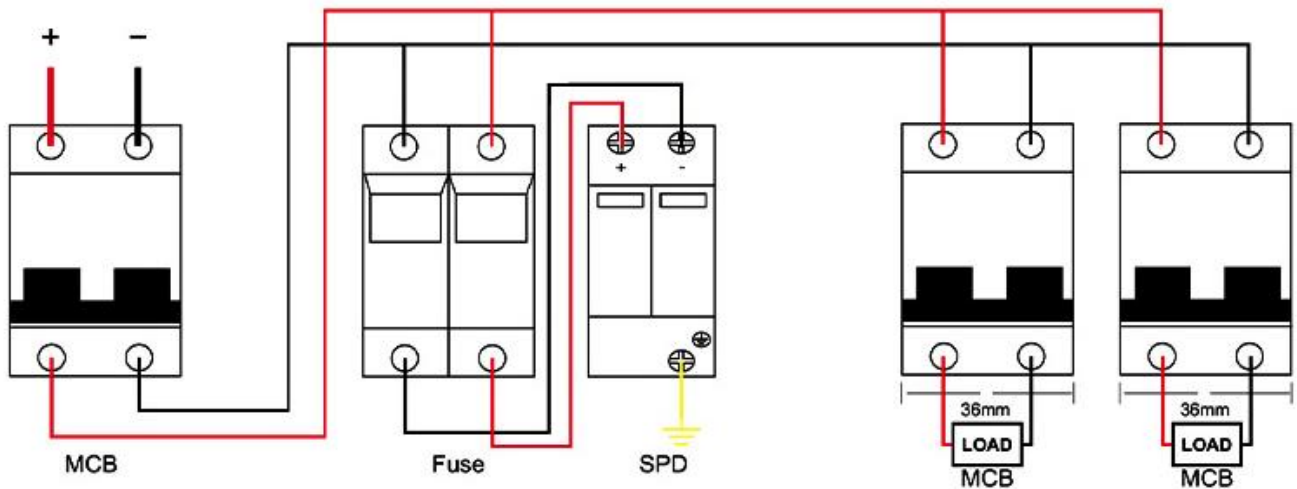 + −
+ -
36mm 36mm
LOAD LOAD
MCB Fuse SPD MCB MCB